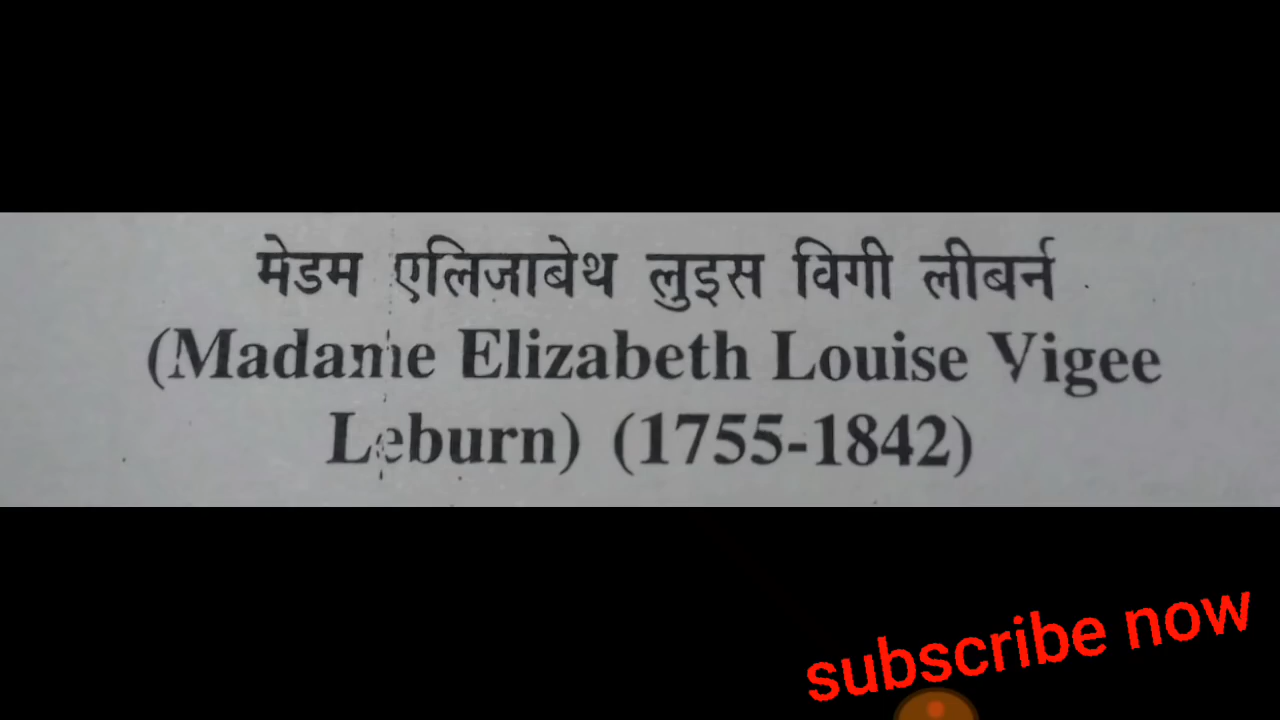 मेडम एलिजाबेथ लुइस विगी लीबर्न
(Madame Elizabeth Louise Vigee
Leburn) (1755-1842)
subscribe now